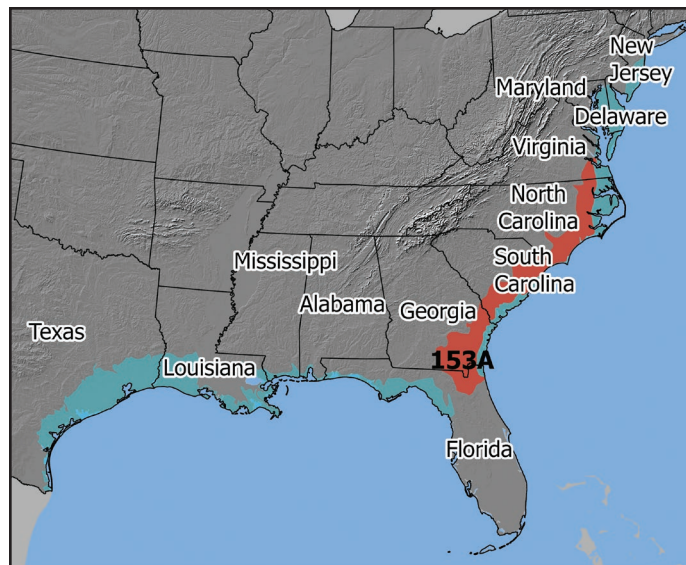 New
Jersey
Maryland
Delaware
Virginia
North
Carolina
South
Carolina
Mississippi
Alabama
Georgia
Texas
Louisiana
153A
Florida